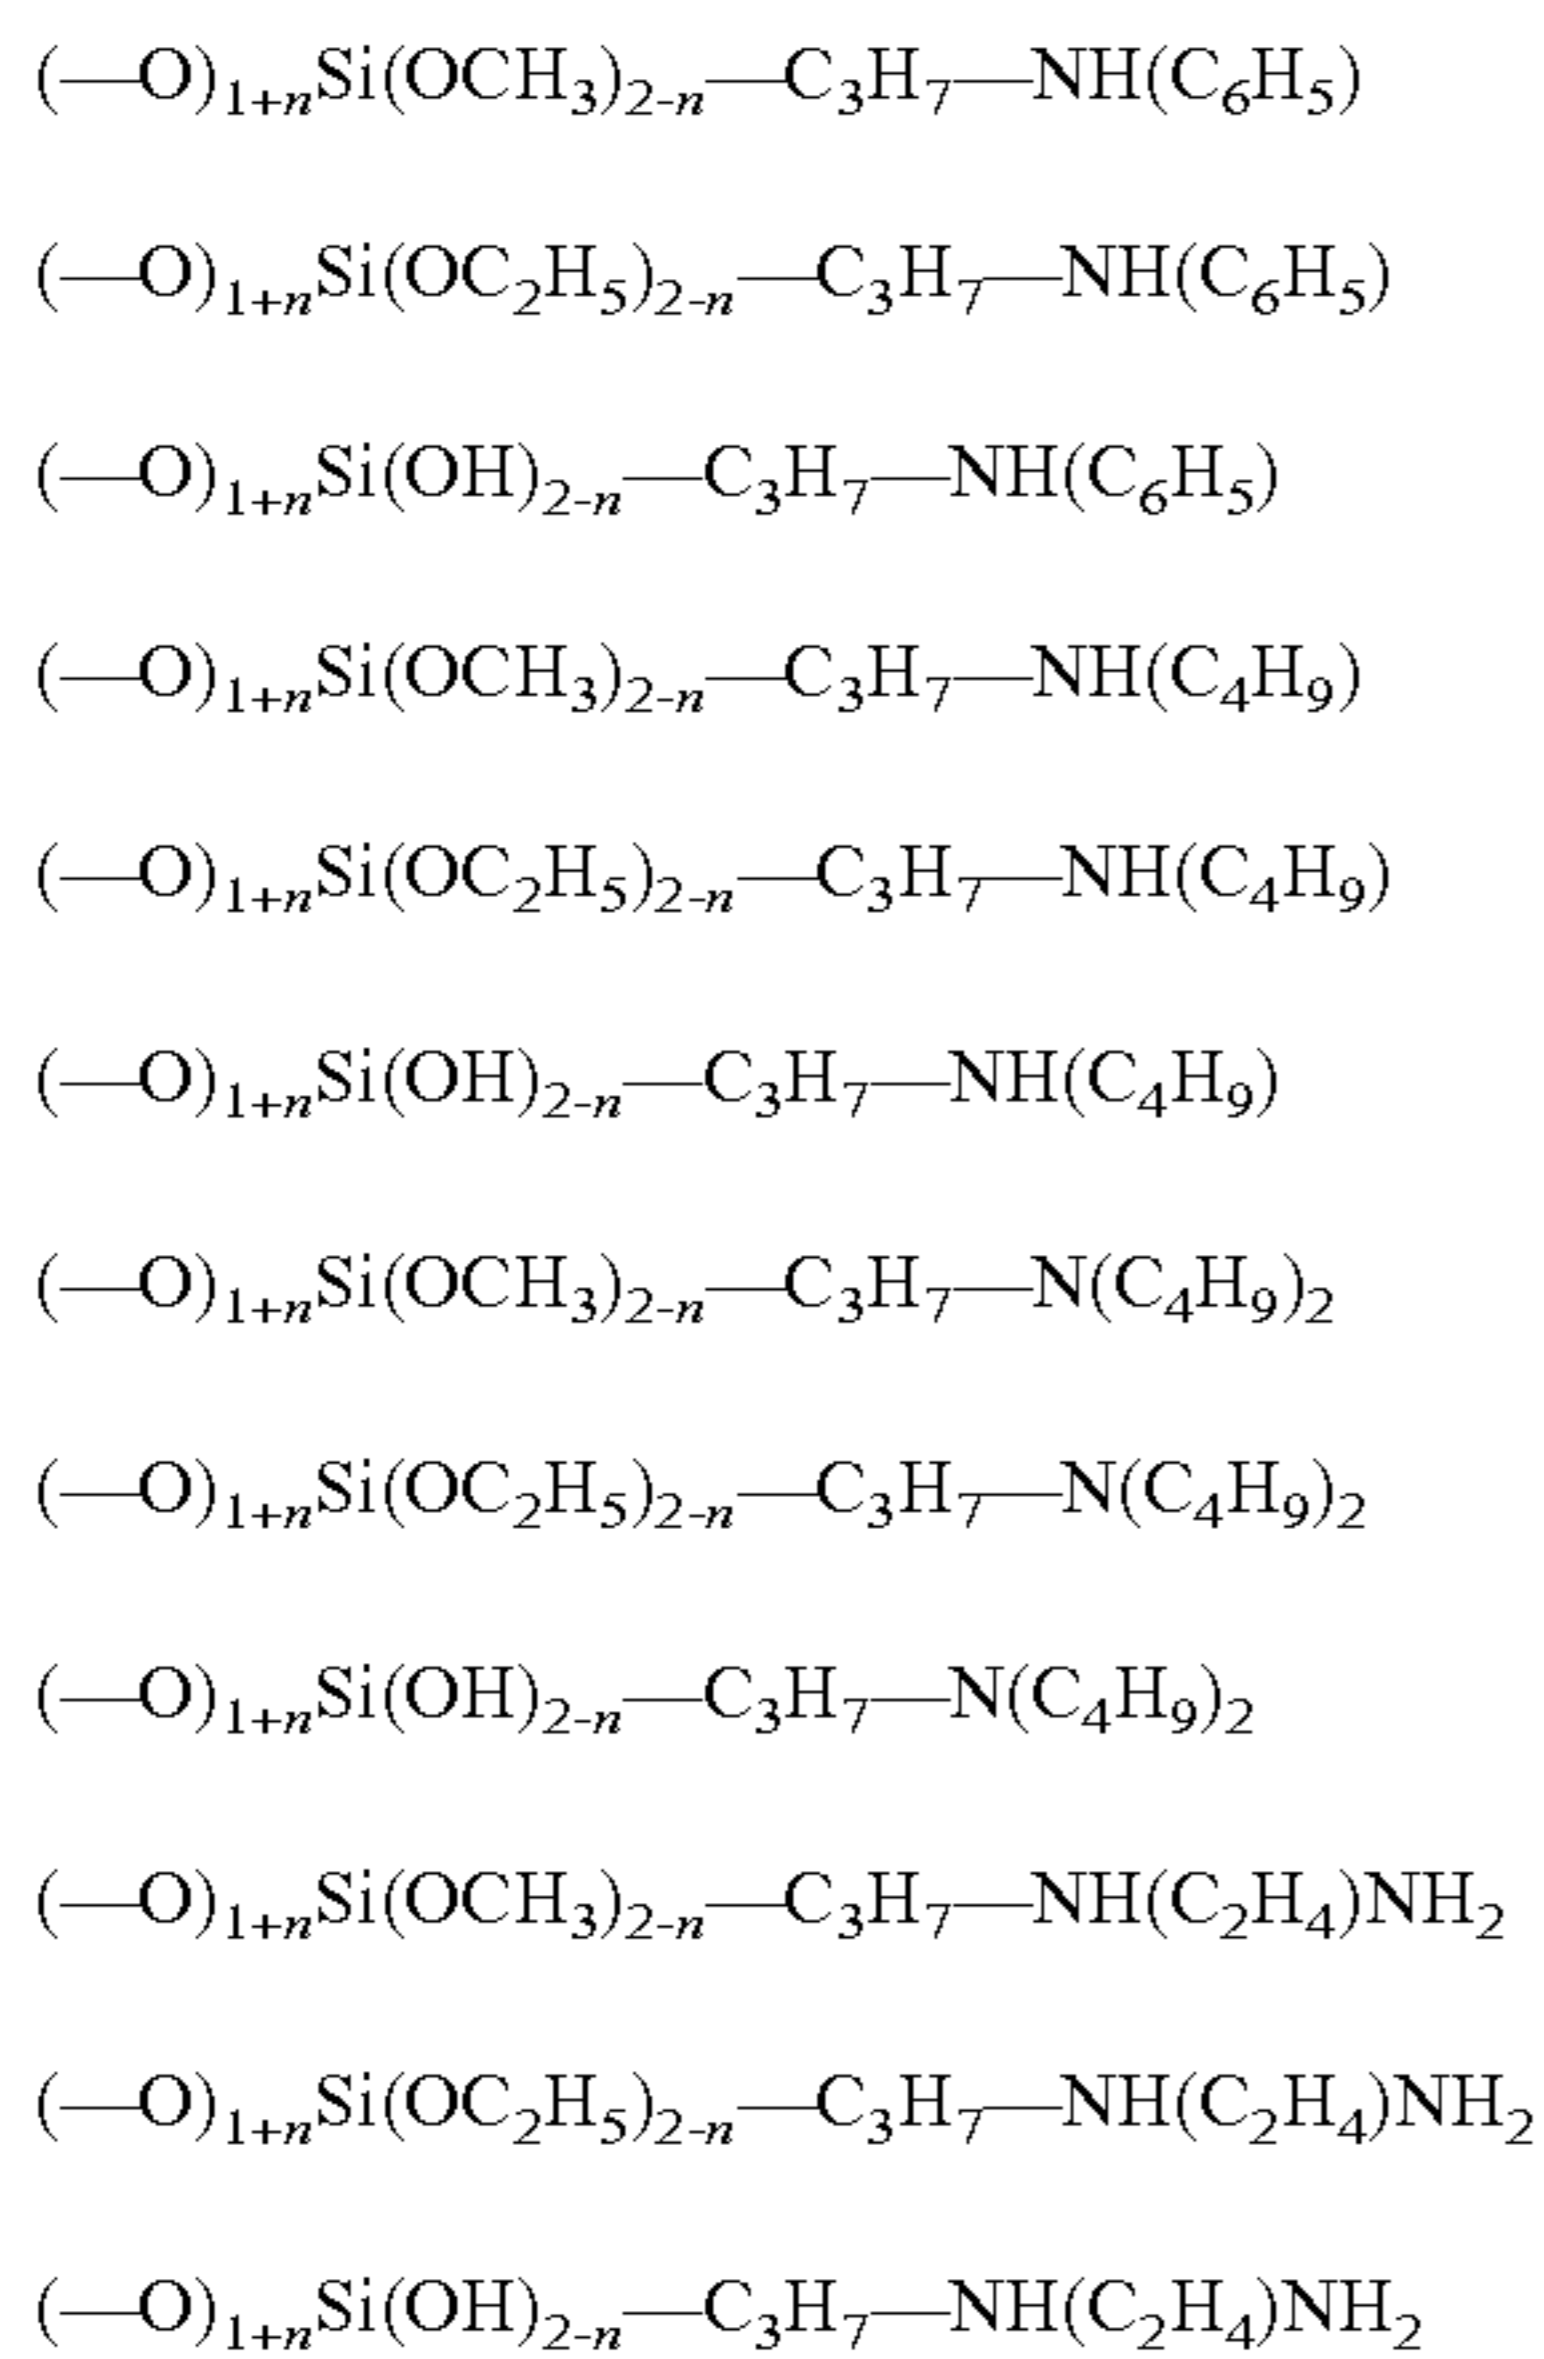 (—O)₁₊ₙSi(OCH₃)₂₋ₙ—C₃H₇—NH(C₆H₅)
(—O)₁₊ₙSi(OC₂H₅)₂₋ₙ—C₃H₇—NH(C₆H₅)
(—O)₁₊ₙSi(OH)₂₋ₙ—C₃H₇—NH(C₆H₅)
(—O)₁₊ₙSi(OCH₃)₂₋ₙ—C₃H₇—NH(C₄H₉)
(—O)₁₊ₙSi(OC₂H₅)₂₋ₙ—C₃H₇—NH(C₄H₉)
(—O)₁₊ₙSi(OH)₂₋ₙ—C₃H₇—NH(C₄H₉)
(—O)₁₊ₙSi(OCH₃)₂₋ₙ—C₃H₇—N(C₄H₉)₂
(—O)₁₊ₙSi(OC₂H₅)₂₋ₙ—C₃H₇—N(C₄H₉)₂
(—O)₁₊ₙSi(OH)₂₋ₙ—C₃H₇—N(C₄H₉)₂
(—O)₁₊ₙSi(OCH₃)₂₋ₙ—C₃H₇—NH(C₂H₄)NH₂
(—O)₁₊ₙSi(OC₂H₅)₂₋ₙ—C₃H₇—NH(C₂H₄)NH₂
(—O)₁₊ₙSi(OH)₂₋ₙ—C₃H₇—NH(C₂H₄)NH₂